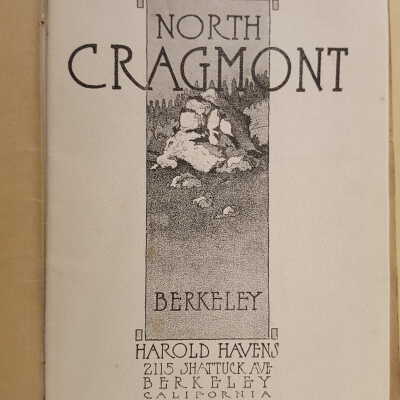 NORTH
CRAGMONT
BERKELEY
HAROLD HAVENS
2115 SHATTUCK AVE
BERKELEY
CALIFORNIA